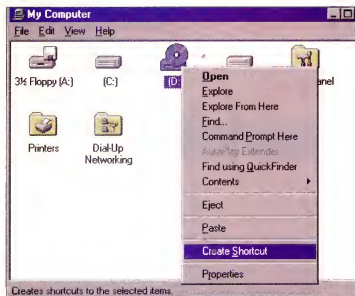 My Computer
File Edit View Help
3½ Floppy (A:)
(C:)
(D:
anel
Printers
Dial-Up
Networking
Open
Explore
Explore From Here
Find...
Command Prompt Here
AutoPlay Extender
Find using QuickFinder
Contents
Eject
Paste
Create Shortcut
Properties
Creates shortcuts to the selected items.